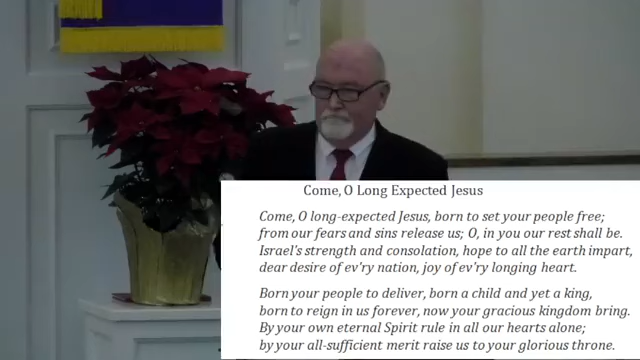 Come, O Long Expected Jesus
Come, O long-expected Jesus, born to set your people free;
from our fears and sins release us; O, in you our rest shall be.
Israel's strength and consolation, hope to all the earth impart,
dear desire of ev'ry nation, joy of ev'ry longing heart.
Born your people to deliver, born a child and yet a king,
born to reign in us forever, now your gracious kingdom bring.
By your own eternal Spirit rule in all our hearts alone;
by your all-sufficient merit raise us to your glorious throne.